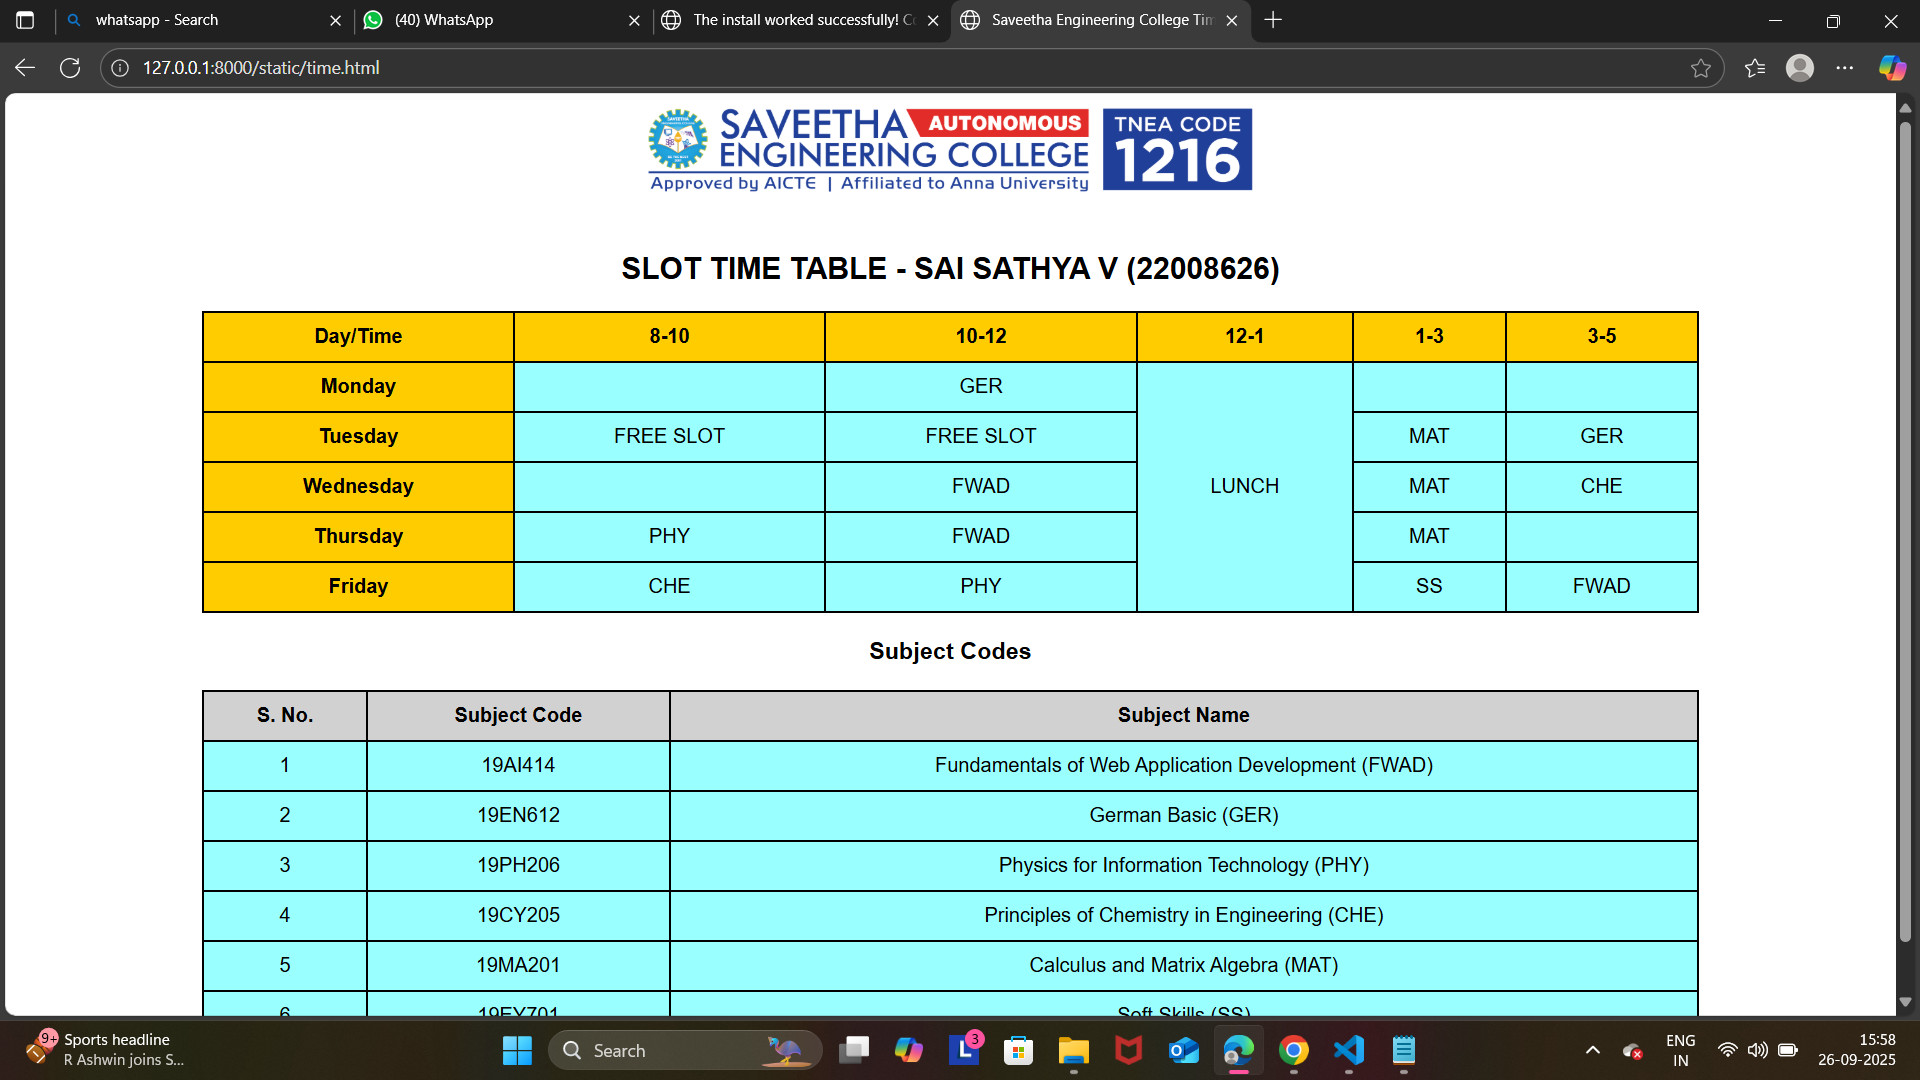 whatsapp - Search
(40) WhatsApp
The install worked successfully!
Saveetha Engineering College
127.0.0.1:8000/static/time.html
SAVEETHA AUTONOMOUS
ENGINEERING COLLEGE
Approved by AICTE | Affiliated to Anna University
TNEA CODE
1216
SLOT TIME TABLE - SAI SATHYA V (22008626)
Day/Time 8-10 10-12 12-1 1-3 3-5
Monday GER
Tuesday FREE SLOT FREE SLOT MAT GER
Wednesday FWAD LUNCH MAT CHE
Thursday PHY FWAD MAT
Friday CHE PHY SS FWAD
Subject Codes
S. No. Subject Code Subject Name
1 19AI414 Fundamentals of Web Application Development (FWAD)
2 19EN612 German Basic (GER)
3 19PH206 Physics for Information Technology (PHY)
4 19CY205 Principles of Chemistry in Engineering (CHE)
5 19MA201 Calculus and Matrix Algebra (MAT)
6 19EY701 Soft Skills (SS)
9+
Sports headline
R Ashwin joins S...
Search
L
3
ENG
IN
15:58
26-09-2025